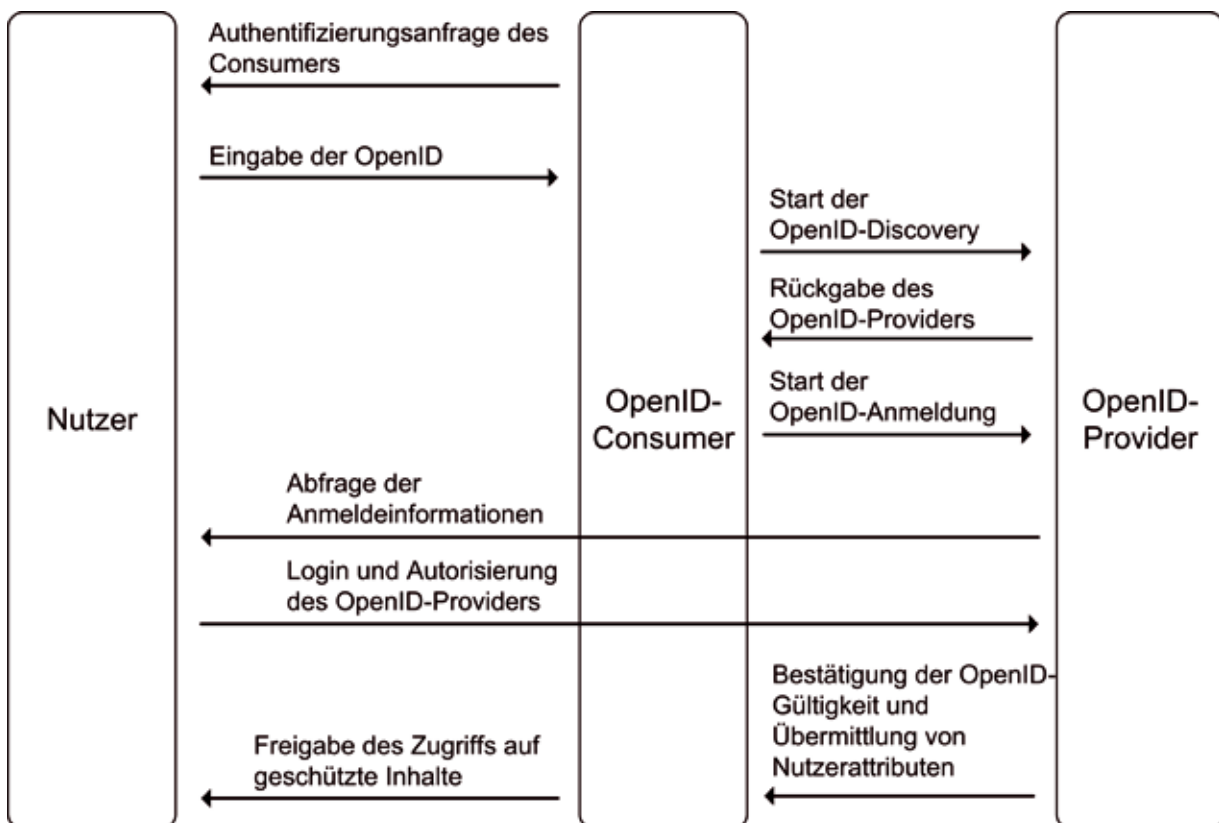 Authentifizierungsanfrage des
Consumers
Eingabe der OpenID
Start der
OpenID-Discovery
Rückgabe des
OpenID-Providers
Start der
OpenID-Anmeldung
Nutzer
OpenID-
Consumer
OpenID-
Provider
Abfrage der
Anmeldeinformationen
Login und Autorisierung
des OpenID-Providers
Bestätigung der OpenID-
Gültigkeit und
Übermittlung von
Nutzerattributen
Freigabe des Zugriffs auf
geschützte Inhalte